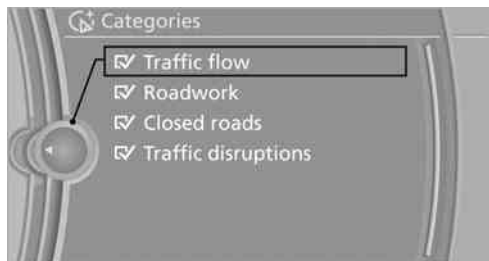 Categories
Traffic flow
Roadwork
Closed roads
Traffic disruptions